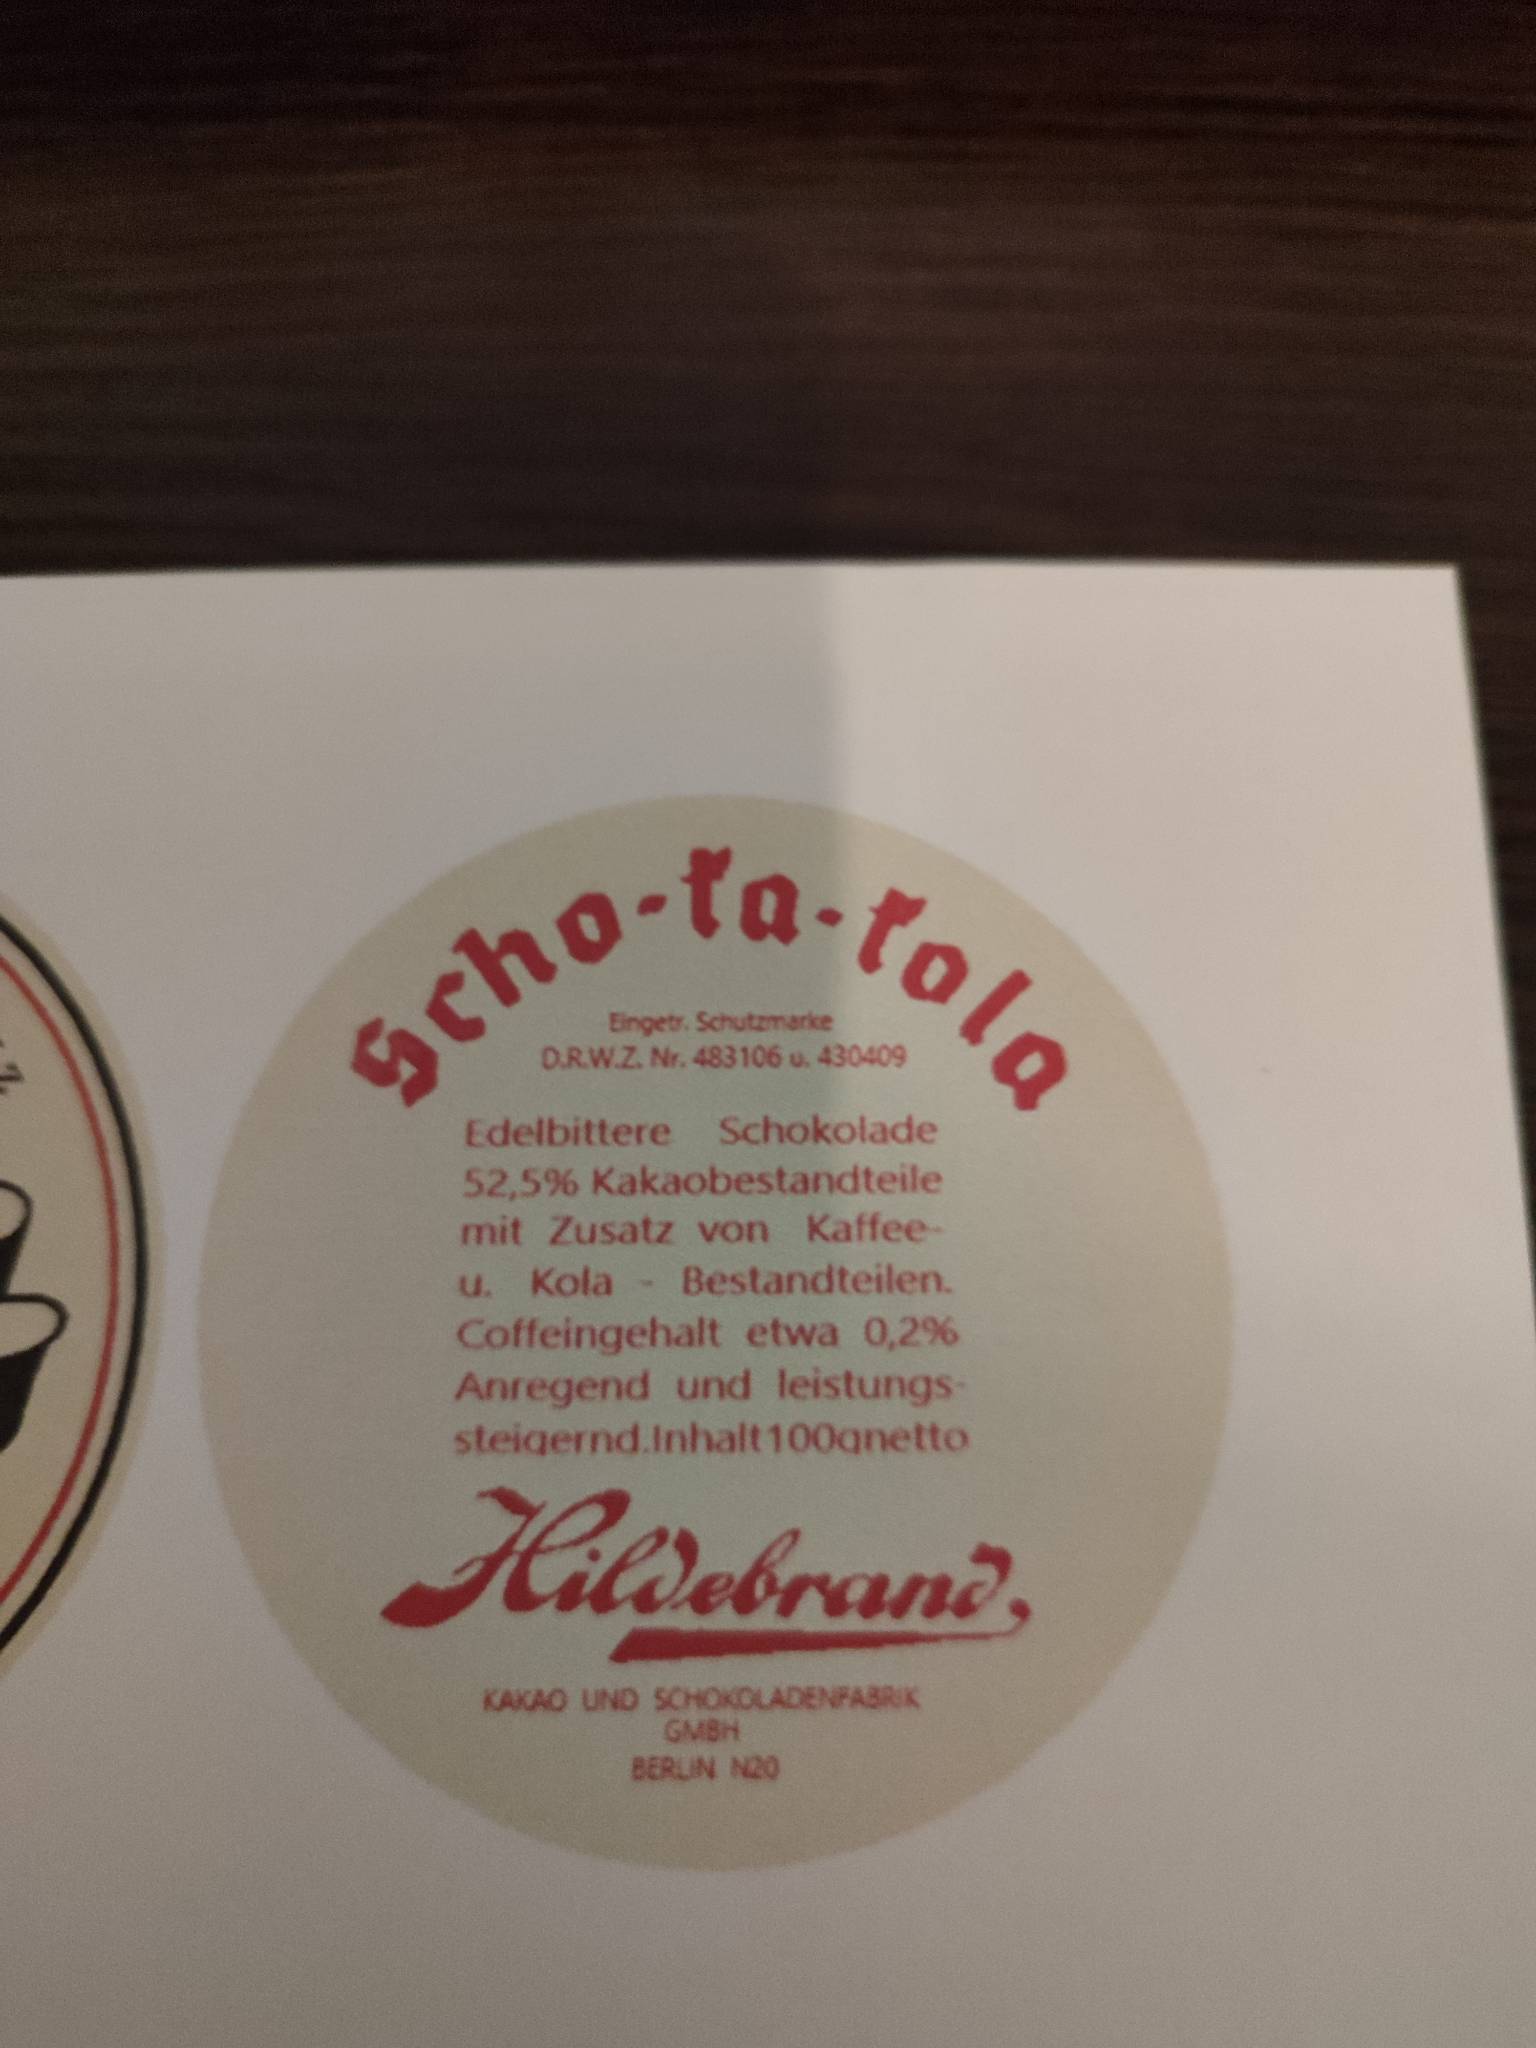 Scho-ka-kola
Eingetr. Schutzmarke
D.R.W.Z. Nr. 483106 u. 430409
Edelbittere Schokolade
52,5% Kakaobestandteile
mit Zusatz von Kaffee-
u. Kola - Bestandteilen.
Coffeingehalt etwa 0,2%
Anregend und leistungs-
steigernd.Inhalt100gnetto
Hildebrand,
KAKAO UND SCHOKOLADENFABRIK
GMBH
BERLIN N20